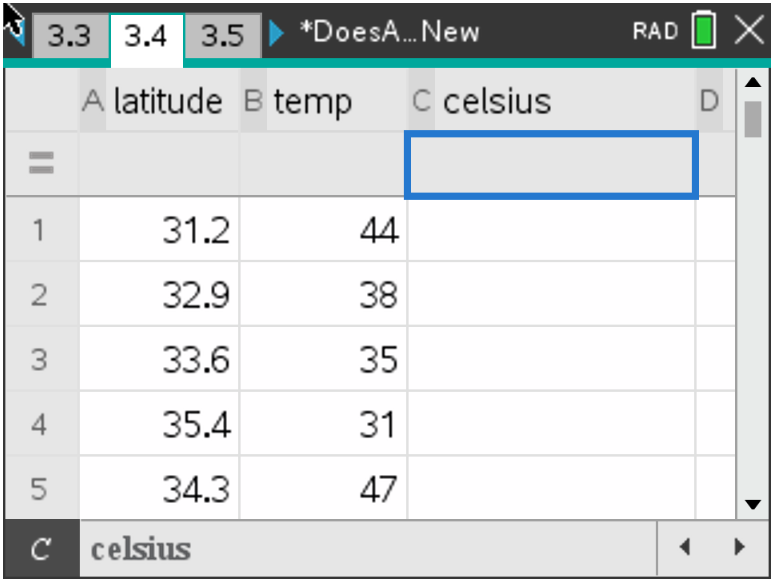 3.3 3.4 3.5 *DoesA…New RAD
A latitude B temp C celsius D
=
1 31.2 44
2 32.9 38
3 33.6 35
4 35.4 31
5 34.3 47
C celsius